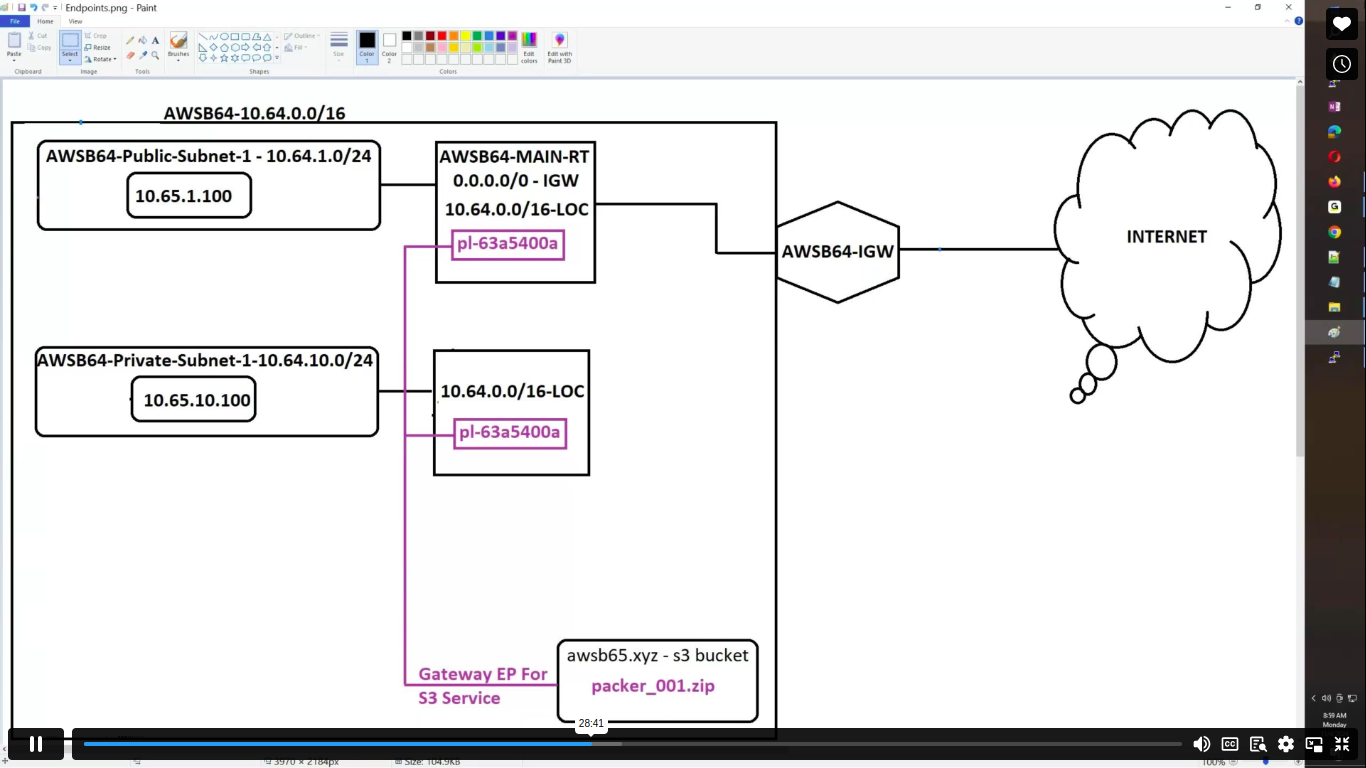 Endpoints.png - Paint
File
Home
View
Paste
Cut
Copy
Clipboard
Select
Crop
Resize
Rotate
Image
Tools
Brushes
Outline
Fill
Shapes
Size
Color
1
Color
2
Edit
colors
Colors
Edit with
Paint 3D
AWSB64-10.64.0.0/16
AWSB64-Public-Subnet-1 - 10.64.1.0/24
10.65.1.100
AWSB64-MAIN-RT
0.0.0.0/0 - IGW
10.64.0.0/16-LOC
pl-63a5400a
AWSB64-IGW
INTERNET
AWSB64-Private-Subnet-1-10.64.10.0/24
10.65.10.100
10.64.0.0/16-LOC
pl-63a5400a
awsb65.xyz - s3 bucket
packer_001.zip
Gateway EP For
S3 Service
28:41
8:59 AM
Monday
3970 × 2184px
Size: 104.9KB
100%
CC